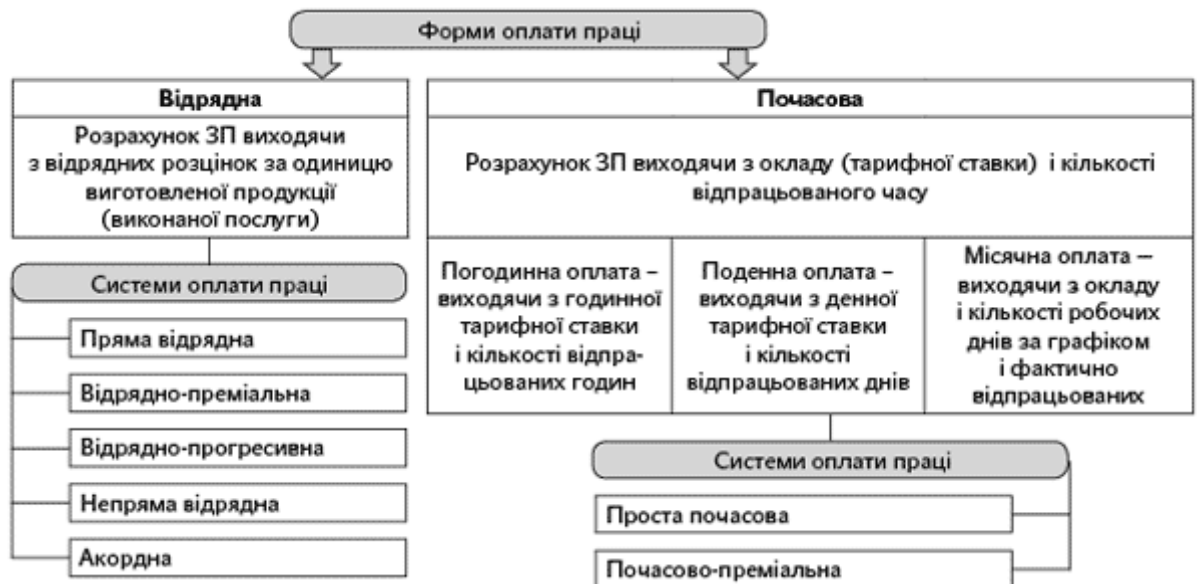 Форми оплати праці
Відрядна
Розрахунок ЗП виходячи
з відрядних розцінок за одиницю
виготовленої продукції
(виконаної послуги)
Системи оплати праці
Пряма відрядна
Відрядно-преміальна
Відрядно-прогресивна
Непряма відрядна
Акордна
Почасова
Розрахунок ЗП виходячи з окладу (тарифної ставки) і кількості
відпрацьованого часу
Погодинна оплата –
виходячи з годинної
тарифної ставки
і кількості відпра-
цьованих годин
Поденна оплата –
виходячи з денної
тарифної ставки
і кількості
відпрацьованих днів
Місячна оплата —
виходячи з окладу
і кількості робочих
днів за графіком
і фактично
відпрацьованих
Системи оплати праці
Проста почасова
Почасово-преміальна